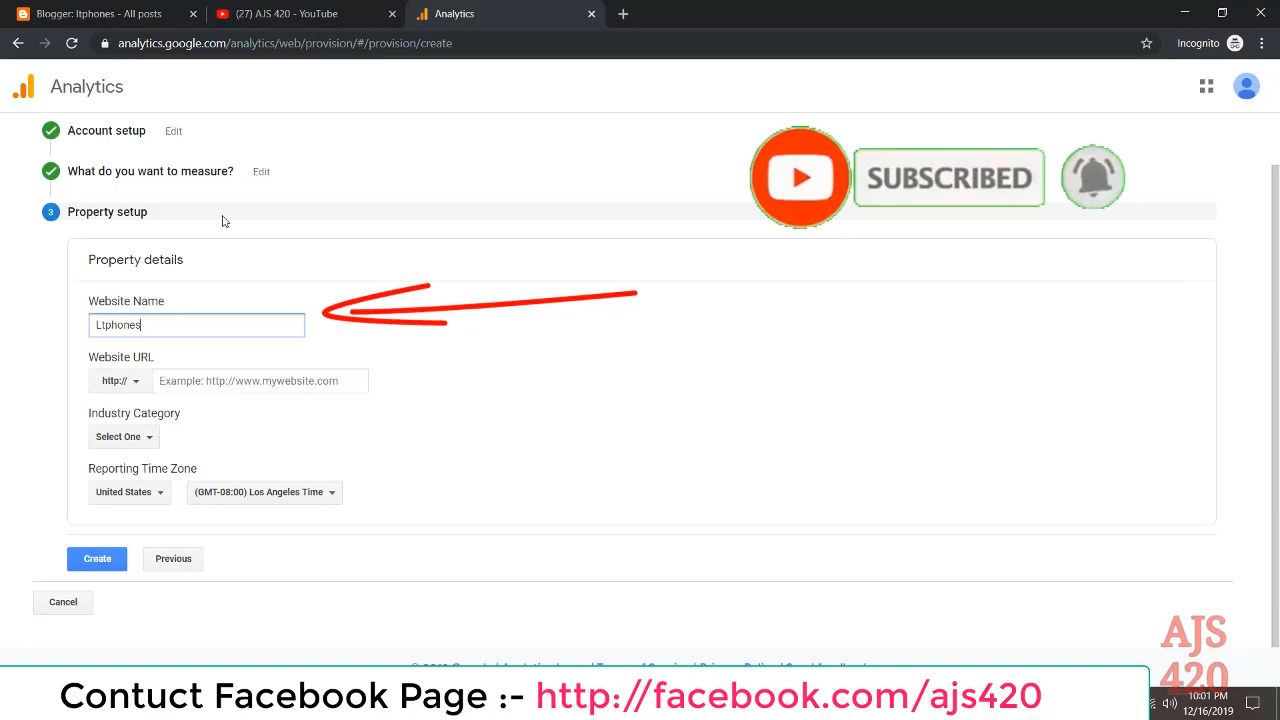 Blogger: ltphones - All posts
(27) AJS 420 - YouTube
Analytics
analytics.google.com/analytics/web/provision/#/provision/create
Incognito
Analytics
Account setup Edit
What do you want to measure? Edit
SUBSCRIBED
3 Property setup
Property details
Website Name
Ltphones
Website URL
http:// Example: http://www.mywebsite.com
Industry Category
Select One
Reporting Time Zone
United States (GMT-08:00) Los Angeles Time
Create Previous
Cancel
AJS
420
Contuct Facebook Page :- http://facebook.com/ajs420
10:01 PM
12/16/2019